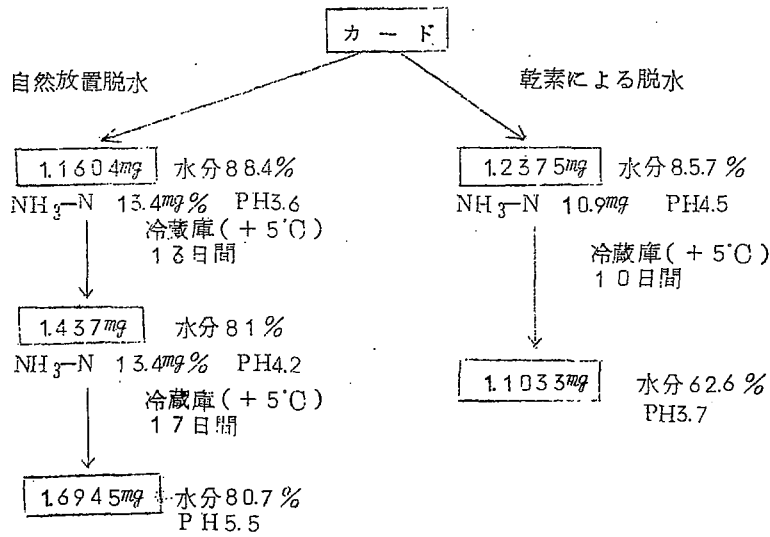 カード
自然放置脱水
1.1604mg 水分88.4%
NH3-N 13.4mg% PH3.6
冷蔵庫(+5℃)
13日間
1.437mg 水分81%
NH3-N 13.4mg% PH4.2
冷蔵庫(+5℃)
17日間
1.6945mg 水分80.7%
PH5.5
乾素による脱水
1.2375mg 水分8.5.7%
NH3-N 10.9mg PH4.5
冷蔵庫(+5℃)
10日間
1.1033mg 水分62.6%
PH3.7